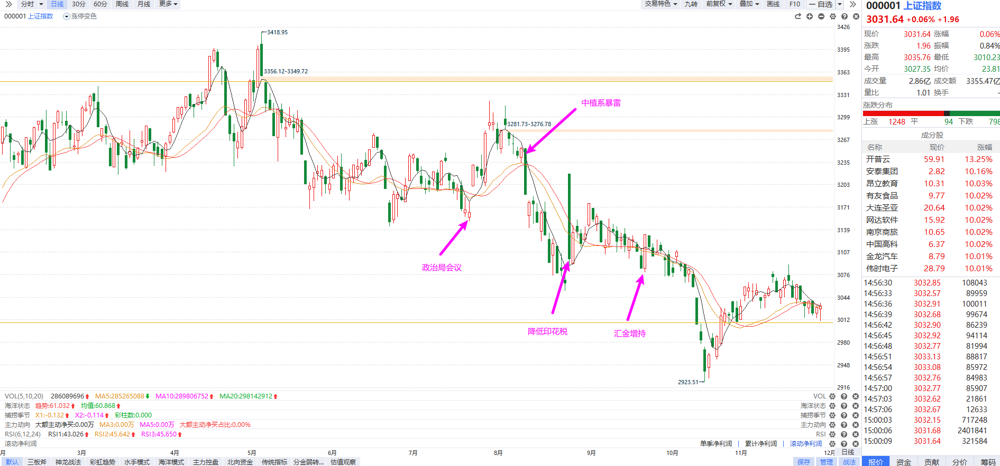 分时 日线 30分 60分 周线 月线 更多 交易特色 九转 前复权 叠加 画线 F10 自选
000001 上证指数 涨停变色
3426
3395
3363
3331
3299
3267
3235
3203
3171
3139
3107
3076
3044
3012
2980
2948
2916
3418.95
3356.12-3349.72
中植系暴雷
3281.73-3276.78
政治局会议
降低印花税
汇金增持
2923.51
VOL(5,10,20) 286089696 MA5:285265088 MA10:289806752 MA20:298142912 VOL
海洋状态 趋势:61.032 均值:60.868 海洋状态
捕捞季节 X1:-0.132 X2:-0.114 彩柱数:0.000 捕捞季节
主力动向 大额主动净买:0.00万 MA3:0.00万 MA5:0.00万 大额主动净买占比:0.00% 主力动向
RSI(6,12,24) RSI1:43.026 RSI2:45.642 RSI3:45.650 RSI
滚动净利润 单季净利润 | 累计净利润 | 滚动净利润
月 3月 4月 5月 6月 7月 8月 9月 10月 11月 12月 日线
默认 三板斧 神龙战法 彩虹趋势 水手模式 海洋模式 主力控盘 北向资金 传统指标 分金弱转... 估值观察 保存 管理 战法
000001 上证指数
3031.64 +0.06% +1.96
现价 3031.64 涨幅 0.06%
涨跌 1.96 振幅 0.84%
最高 3035.76 最低 3010.23
今开 3027.35 均价 23.81
成交量 2.86亿 成交额 3355.47亿
量比 1.01 换手 -
涨跌分布
上涨 1248 平 94 下跌 798
成分股
名称 现价 涨幅
开普云 59.91 13.25%
安泰集团 2.82 10.16%
昂立教育 10.31 10.03%
有友食品 9.77 10.02%
大连圣亚 20.64 10.02%
网达软件 15.92 10.02%
南京商旅 10.65 10.02%
中国高科 6.37 10.02%
金龙汽车 8.79 10.01%
伟时电子 28.79 10.01%
14:56:30 3032.85 108043
14:56:33 3032.57 89959
14:56:36 3032.91 100011
14:56:39 3032.68 99674
14:56:42 3032.90 86239
14:56:45 3032.92 94114
14:56:48 3032.77 81994
14:56:51 3033.13 88817
14:56:54 3033.08 85972
14:56:57 3032.76 84983
14:57:00 3032.77 85907
14:57:03 3032.62 21861
14:57:06 3032.67 12633
15:00:03 3032.15 717248
15:00:06 3031.68 2401841
15:00:09 3031.64 321584
报价 资金 贡献 分价 筹码